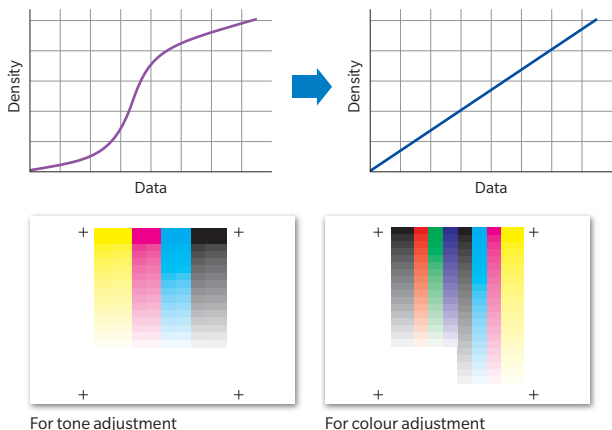 Density
Data
Density
Data
For tone adjustment
For colour adjustment